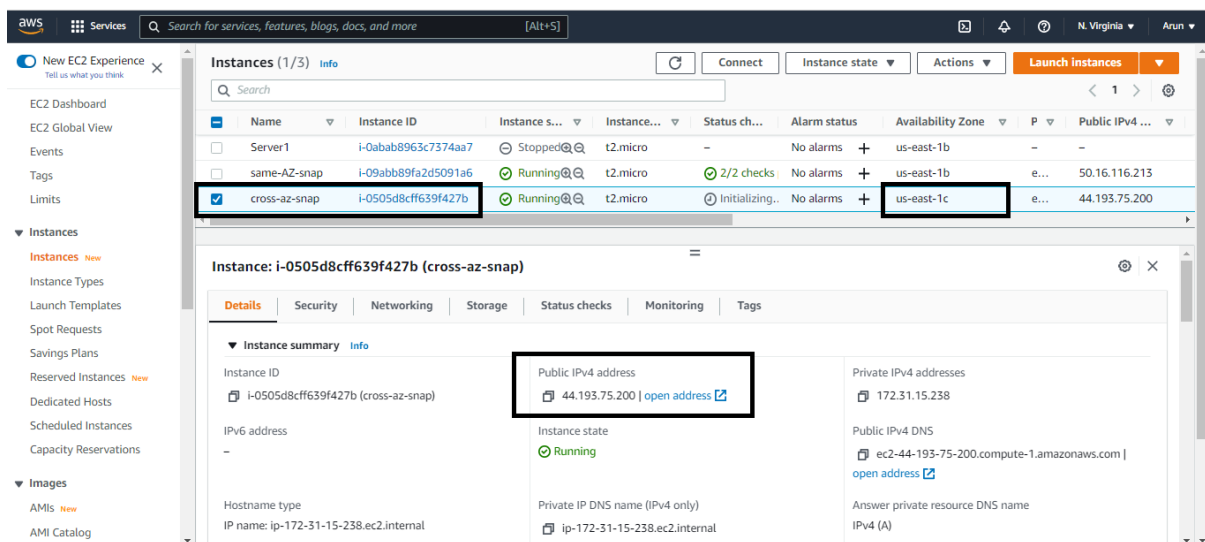 aws Services Search for services, features, blogs, docs, and more [Alt+S] N. Virginia Arun
New EC2 Experience
Tell us what you think
EC2 Dashboard
EC2 Global View
Events
Tags
Limits
Instances
Instances New
Instance Types
Launch Templates
Spot Requests
Savings Plans
Reserved Instances New
Dedicated Hosts
Scheduled Instances
Capacity Reservations
Images
AMIs New
AMI Catalog
Instances (1/3) Info Connect Instance state Actions Launch instances
Search 1
Name Instance ID Instance s... Instance... Status ch... Alarm status Availability Zone P Public IPv4 ...
Server1 i-0abab8963c7374aa7 Stopped t2.micro – No alarms + us-east-1b – –
same-AZ-snap i-09abb89fa2d5091a6 Running t2.micro 2/2 checks No alarms + us-east-1b e... 50.16.116.213
cross-az-snap i-0505d8cff639f427b Running t2.micro Initializing.. No alarms + us-east-1c e... 44.193.75.200
Instance: i-0505d8cff639f427b (cross-az-snap)
Details Security Networking Storage Status checks Monitoring Tags
Instance summary Info
Instance ID Public IPv4 address Private IPv4 addresses
i-0505d8cff639f427b (cross-az-snap) 44.193.75.200 | open address 172.31.15.238
IPv6 address Instance state Public IPv4 DNS
– Running ec2-44-193-75-200.compute-1.amazonaws.com |
open address
Hostname type Private IP DNS name (IPv4 only) Answer private resource DNS name
IP name: ip-172-31-15-238.ec2.internal ip-172-31-15-238.ec2.internal IPv4 (A)